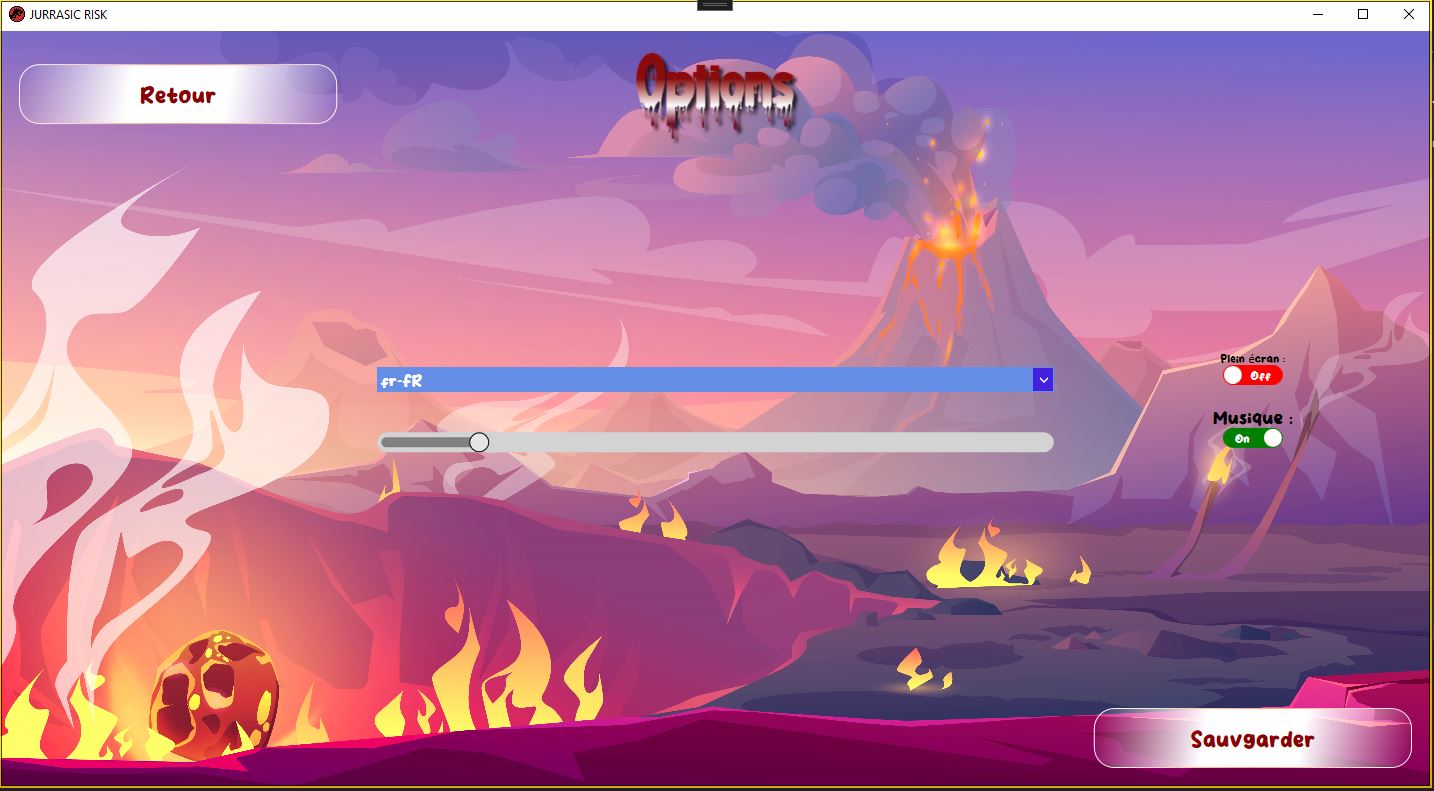 JURRASIC RISK
Retour
Options
fr-FR
Plein écran :
Off
Musique :
On
Sauvgarder